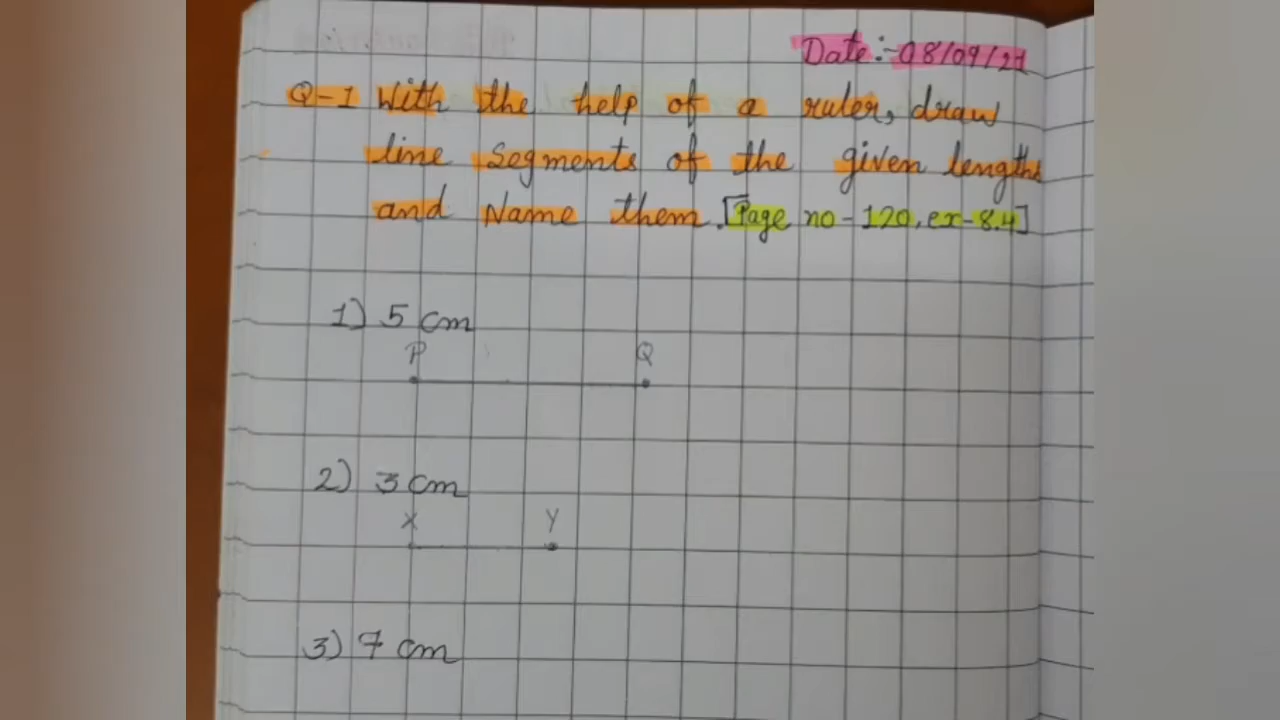 Date:- 08/09/21
Q-1 With the help of a ruler, draw
line segments of the given lengths
and Name them. [Page no - 120, ex - 8.4]
1) 5 cm
P Q
2) 3 cm
X Y
3) 7 cm